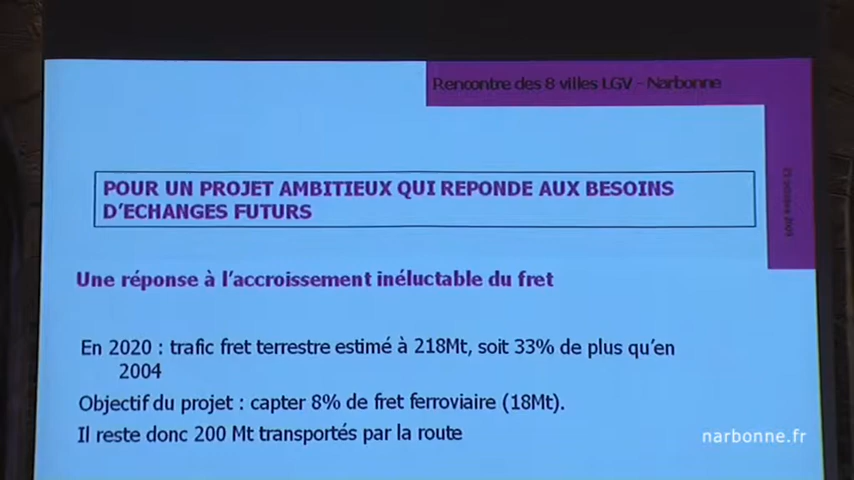 Rencontre des 8 villes LGV - Narbonne
POUR UN PROJET AMBITIEUX QUI REPONDE AUX BESOINS
D'ECHANGES FUTURS
Une réponse à l'accroissement inéluctable du fret
En 2020 : trafic fret terrestre estimé à 218Mt, soit 33% de plus qu'en
2004
Objectif du projet : capter 8% de fret ferroviaire (18Mt).
Il reste donc 200 Mt transportés par la route
narbonne.fr